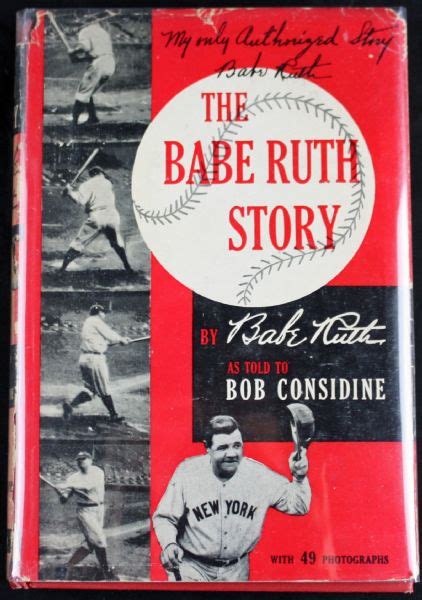 My only Authorized Story
Babe Ruth
THE
BABE RUTH
STORY
BY Babe Ruth
AS TOLD TO
BOB CONSIDINE
NEW YORK
WITH 49 PHOTOGRAPHS